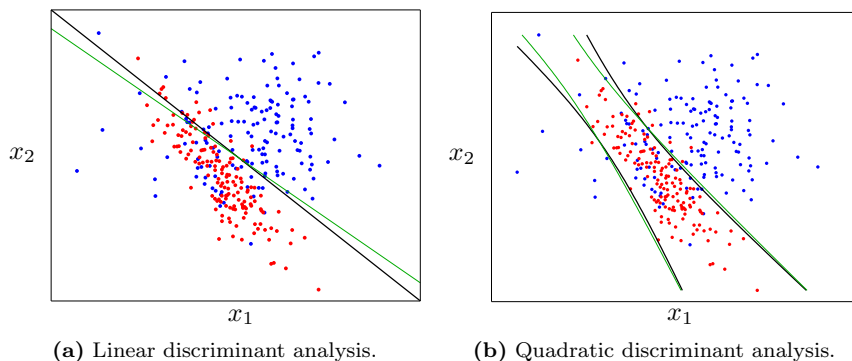 x₂
x₁
(a) Linear discriminant analysis.
x₂
x₁
(b) Quadratic discriminant analysis.